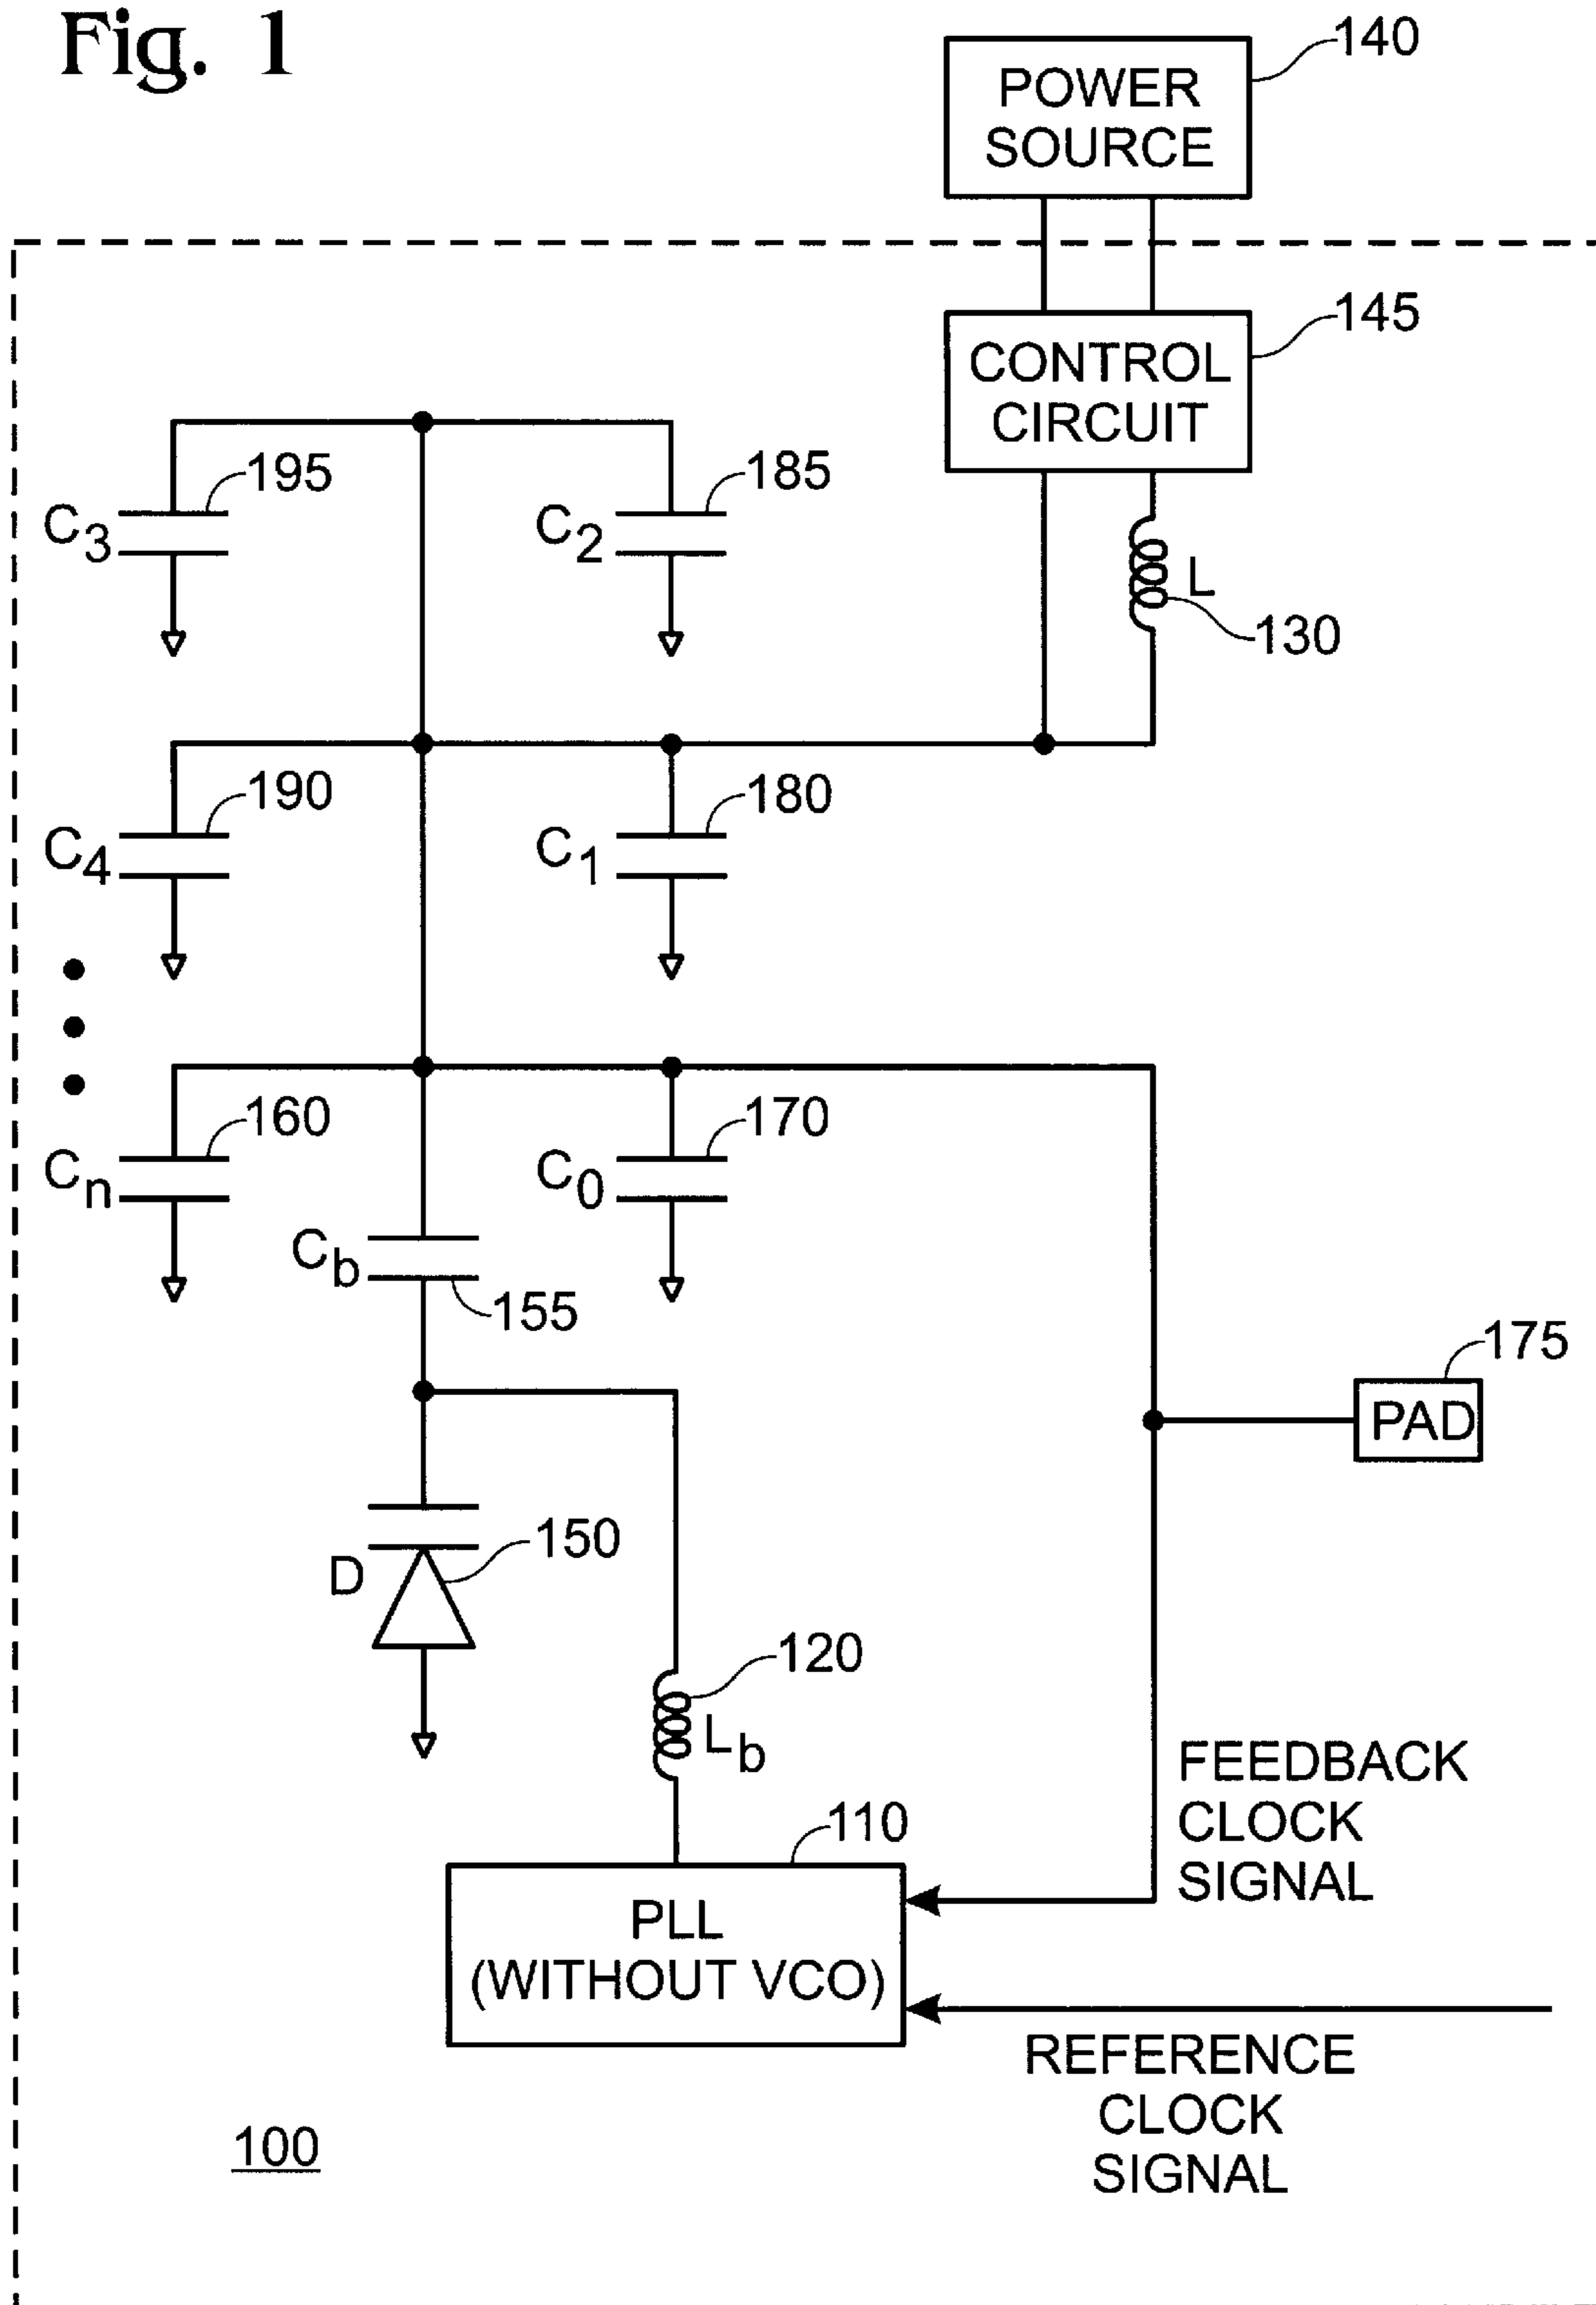 Fig. 1
140
POWER
SOURCE
145
CONTROL
CIRCUIT
195
185
C3
C2
L
130
190
180
C4
C1
160
170
Cn
C0
Cb
155
175
PAD
150
D
120
Lb
FEEDBACK
CLOCK
SIGNAL
110
PLL
(WITHOUT VCO)
REFERENCE
CLOCK
SIGNAL
100